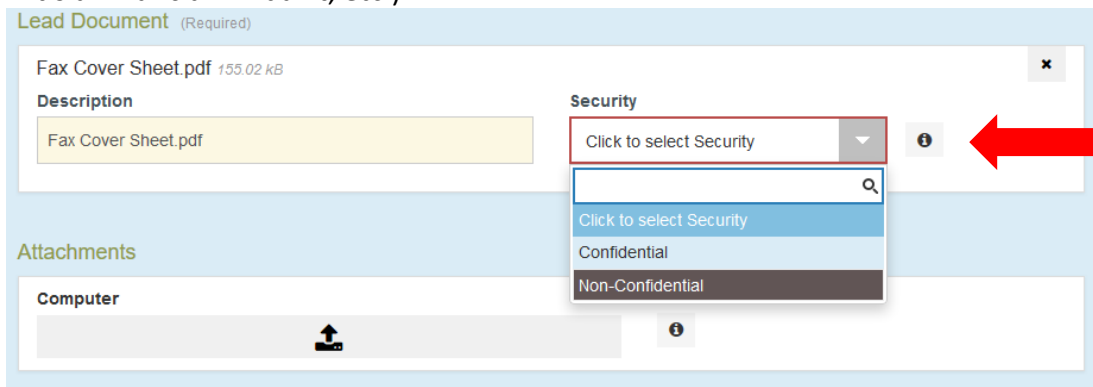 Lead Document (Required)
Fax Cover Sheet.pdf 155.02 kB
Description
Security
Fax Cover Sheet.pdf
Click to select Security
Click to select Security
Confidential
Non-Confidential
Attachments
Computer